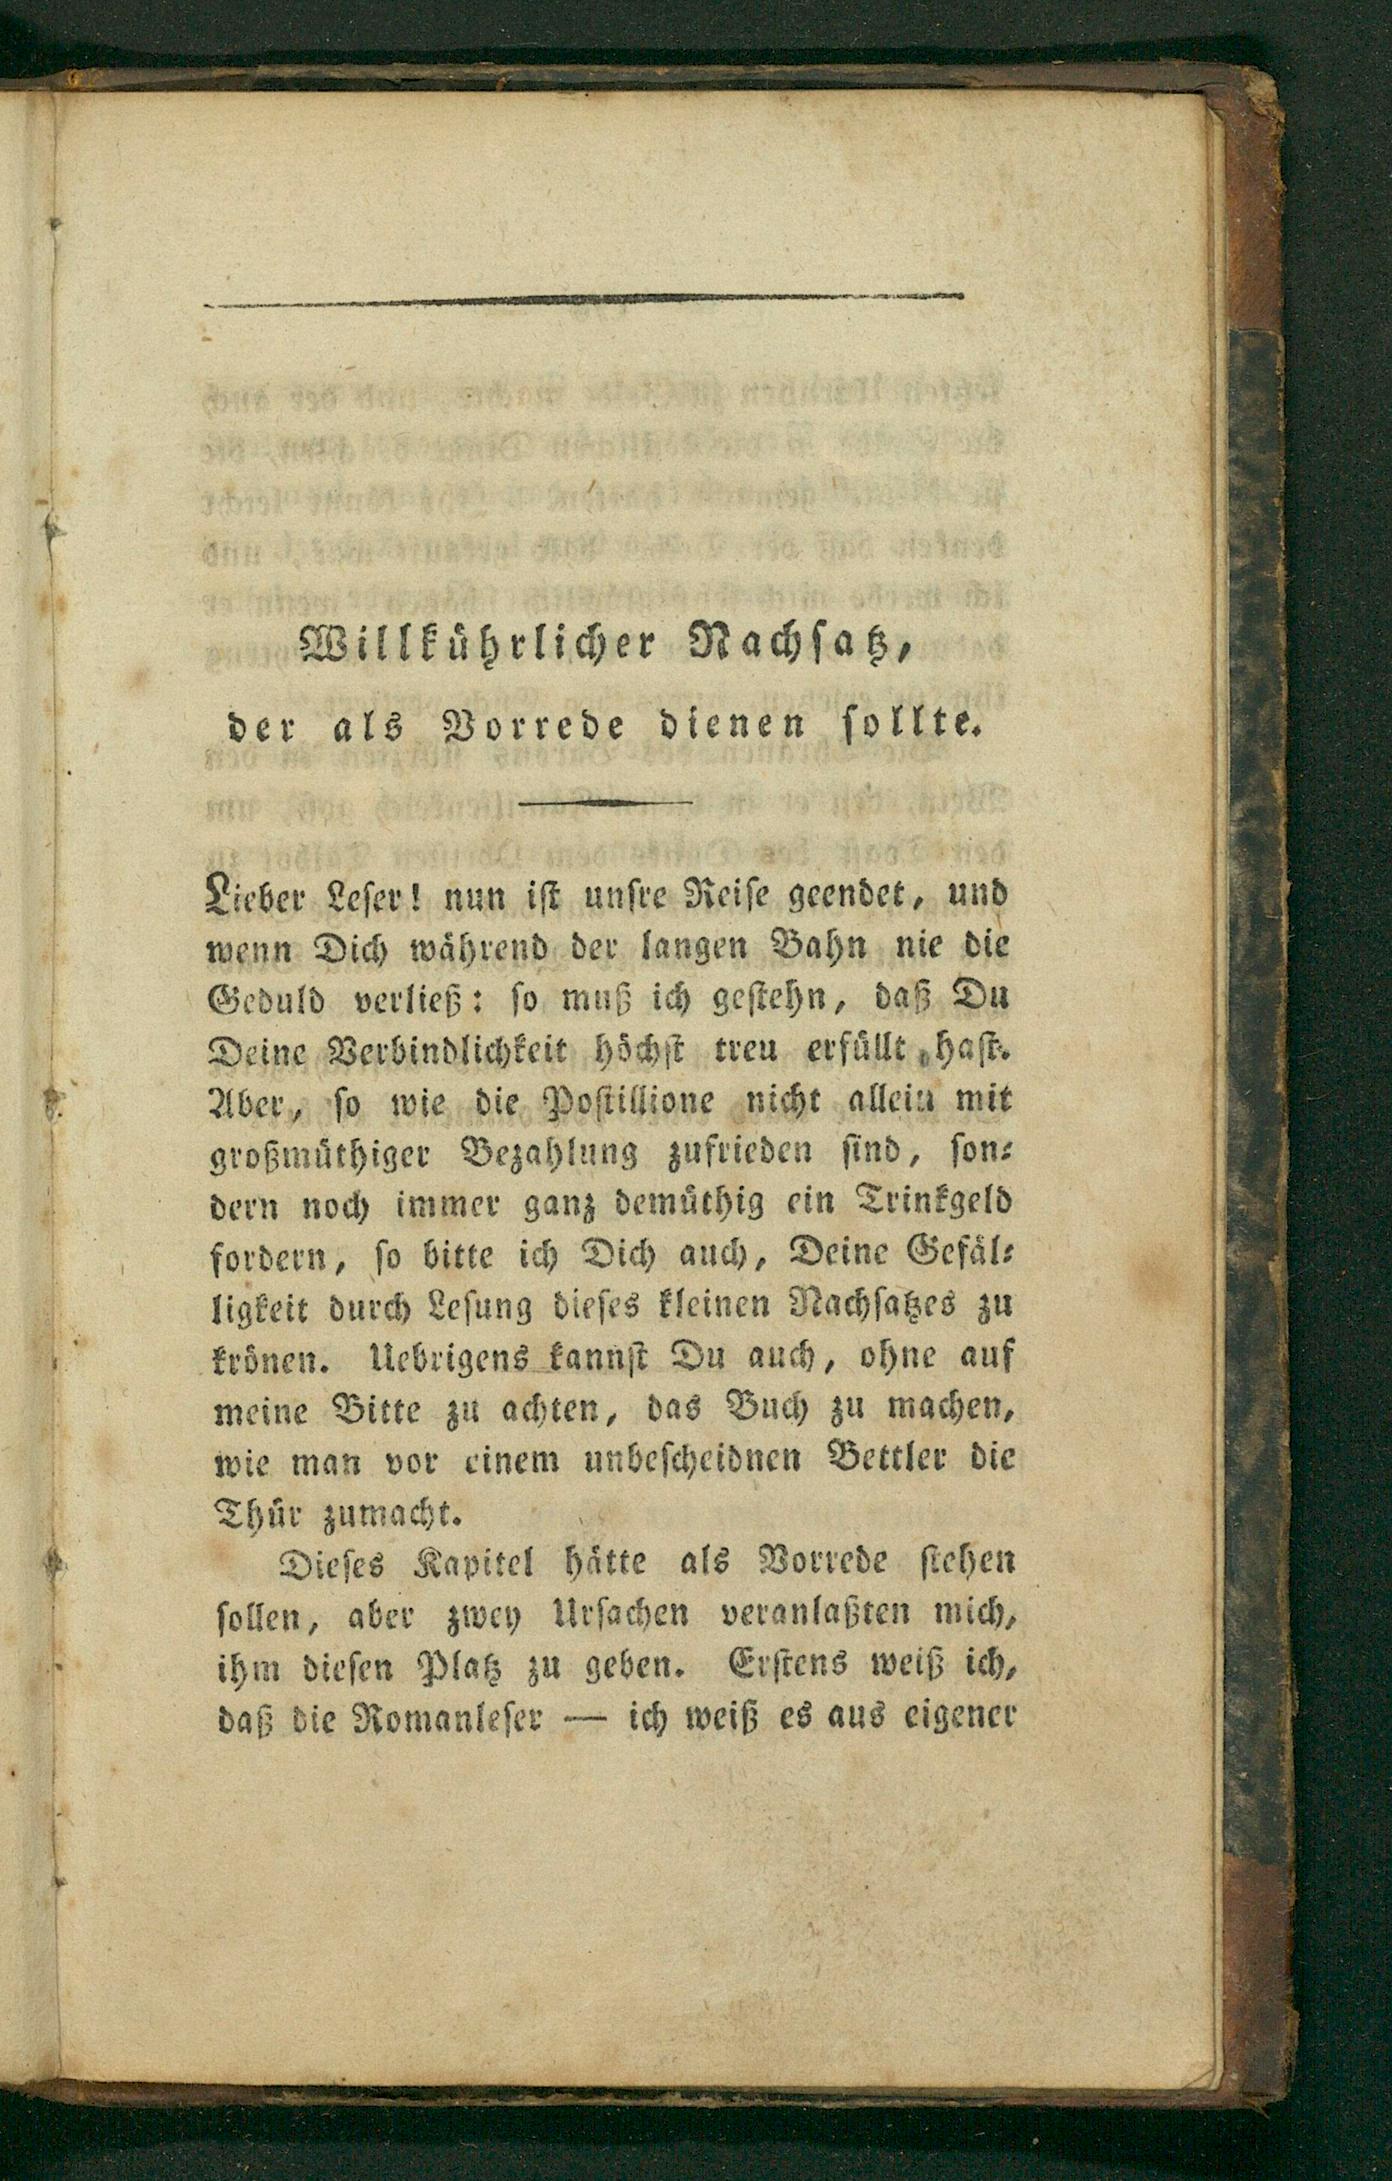 Willkührlicher Nachsatz,
der als Vorrede dienen sollte.
Lieber Leser! nun ist unsre Reise geendet, und
wenn Dich während der langen Bahn nie die
Geduld verließ: so muß ich gestehn, daß Du
Deine Verbindlichkeit höchst treu erfüllt hast.
Aber, so wie die Postillione nicht allein mit
großmüthiger Bezahlung zufrieden sind, son⸗
dern noch immer ganz demüthig ein Trinkgeld
fordern, so bitte ich Dich auch, Deine Gefäl⸗
ligkeit durch Lesung dieses kleinen Nachsatzes zu
krönen. Uebrigens kannst Du auch, ohne auf
meine Bitte zu achten, das Buch zu machen,
wie man vor einem unbescheidnen Bettler die
Thür zumacht.
Dieses Kapitel hätte als Vorrede stehen
sollen, aber zwey Ursachen veranlaßten mich,
ihm diesen Platz zu geben. Erstens weiß ich,
daß die Romanleser — ich weiß es aus eigener